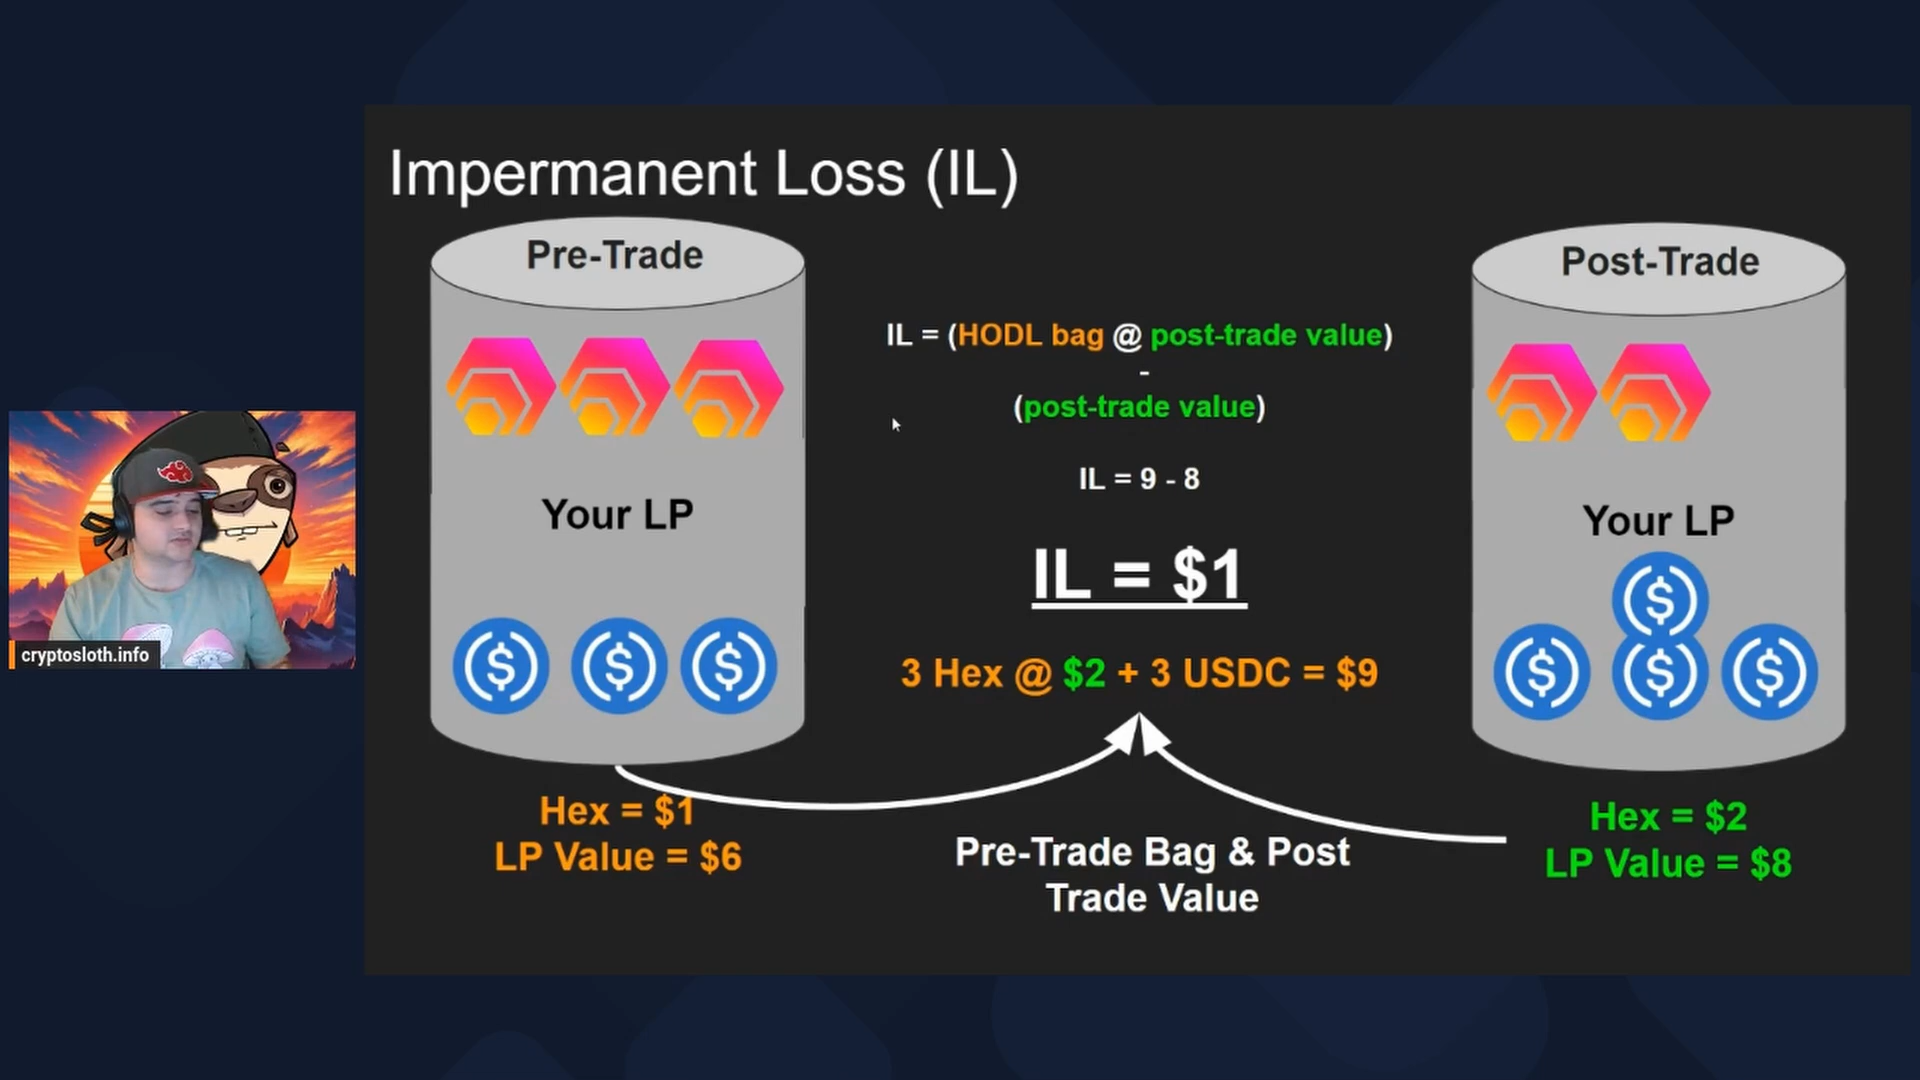 Impermanent Loss (IL)
Pre-Trade
Your LP
Hex = $1
LP Value = $6
IL = (HODL bag @ post-trade value)
-
(post-trade value)
IL = 9 - 8
IL = $1
3 Hex @ $2 + 3 USDC = $9
Pre-Trade Bag & Post
Trade Value
Post-Trade
Your LP
Hex = $2
LP Value = $8
cryptosloth.info